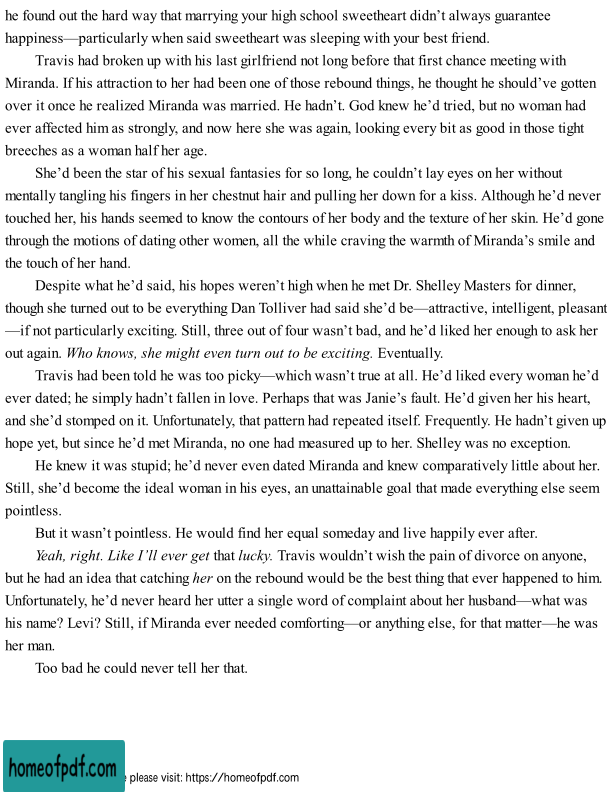 he found out the hard way that marrying your high school sweetheart didn’t always guarantee
happiness—particularly when said sweetheart was sleeping with your best friend.
Travis had broken up with his last girlfriend not long before that first chance meeting with
Miranda. If his attraction to her had been one of those rebound things, he thought he should’ve gotten
over it once he realized Miranda was married. He hadn’t. God knew he’d tried, but no woman had
ever affected him as strongly, and now here she was again, looking every bit as good in those tight
breeches as a woman half her age.
She’d been the star of his sexual fantasies for so long, he couldn’t lay eyes on her without
mentally tangling his fingers in her chestnut hair and pulling her down for a kiss. Although he’d never
touched her, his hands seemed to know the contours of her body and the texture of her skin. He’d gone
through the motions of dating other women, all the while craving the warmth of Miranda’s smile and
the touch of her hand.
Despite what he’d said, his hopes weren’t high when he met Dr. Shelley Masters for dinner,
though she turned out to be everything Dan Tolliver had said she’d be—attractive, intelligent, pleasant
—if not particularly exciting. Still, three out of four wasn’t bad, and he’d liked her enough to ask her
out again. Who knows, she might even turn out to be exciting. Eventually.
Travis had been told he was too picky—which wasn’t true at all. He’d liked every woman he’d
ever dated; he simply hadn’t fallen in love. Perhaps that was Janie’s fault. He’d given her his heart,
and she’d stomped on it. Unfortunately, that pattern had repeated itself. Frequently. He hadn’t given up
hope yet, but since he’d met Miranda, no one had measured up to her. Shelley was no exception.
He knew it was stupid; he’d never even dated Miranda and knew comparatively little about her.
Still, she’d become the ideal woman in his eyes, an unattainable goal that made everything else seem
pointless.
But it wasn’t pointless. He would find her equal someday and live happily ever after.
Yeah, right. Like I’ll ever get that lucky. Travis wouldn’t wish the pain of divorce on anyone,
but he had an idea that catching her on the rebound would be the best thing that ever happened to him.
Unfortunately, he’d never heard her utter a single word of complaint about her husband—what was
his name? Levi? Still, if Miranda ever needed comforting—or anything else, for that matter—he was
her man.
Too bad he could never tell her that.
homeofpdf.com please visit: https://homeofpdf.com